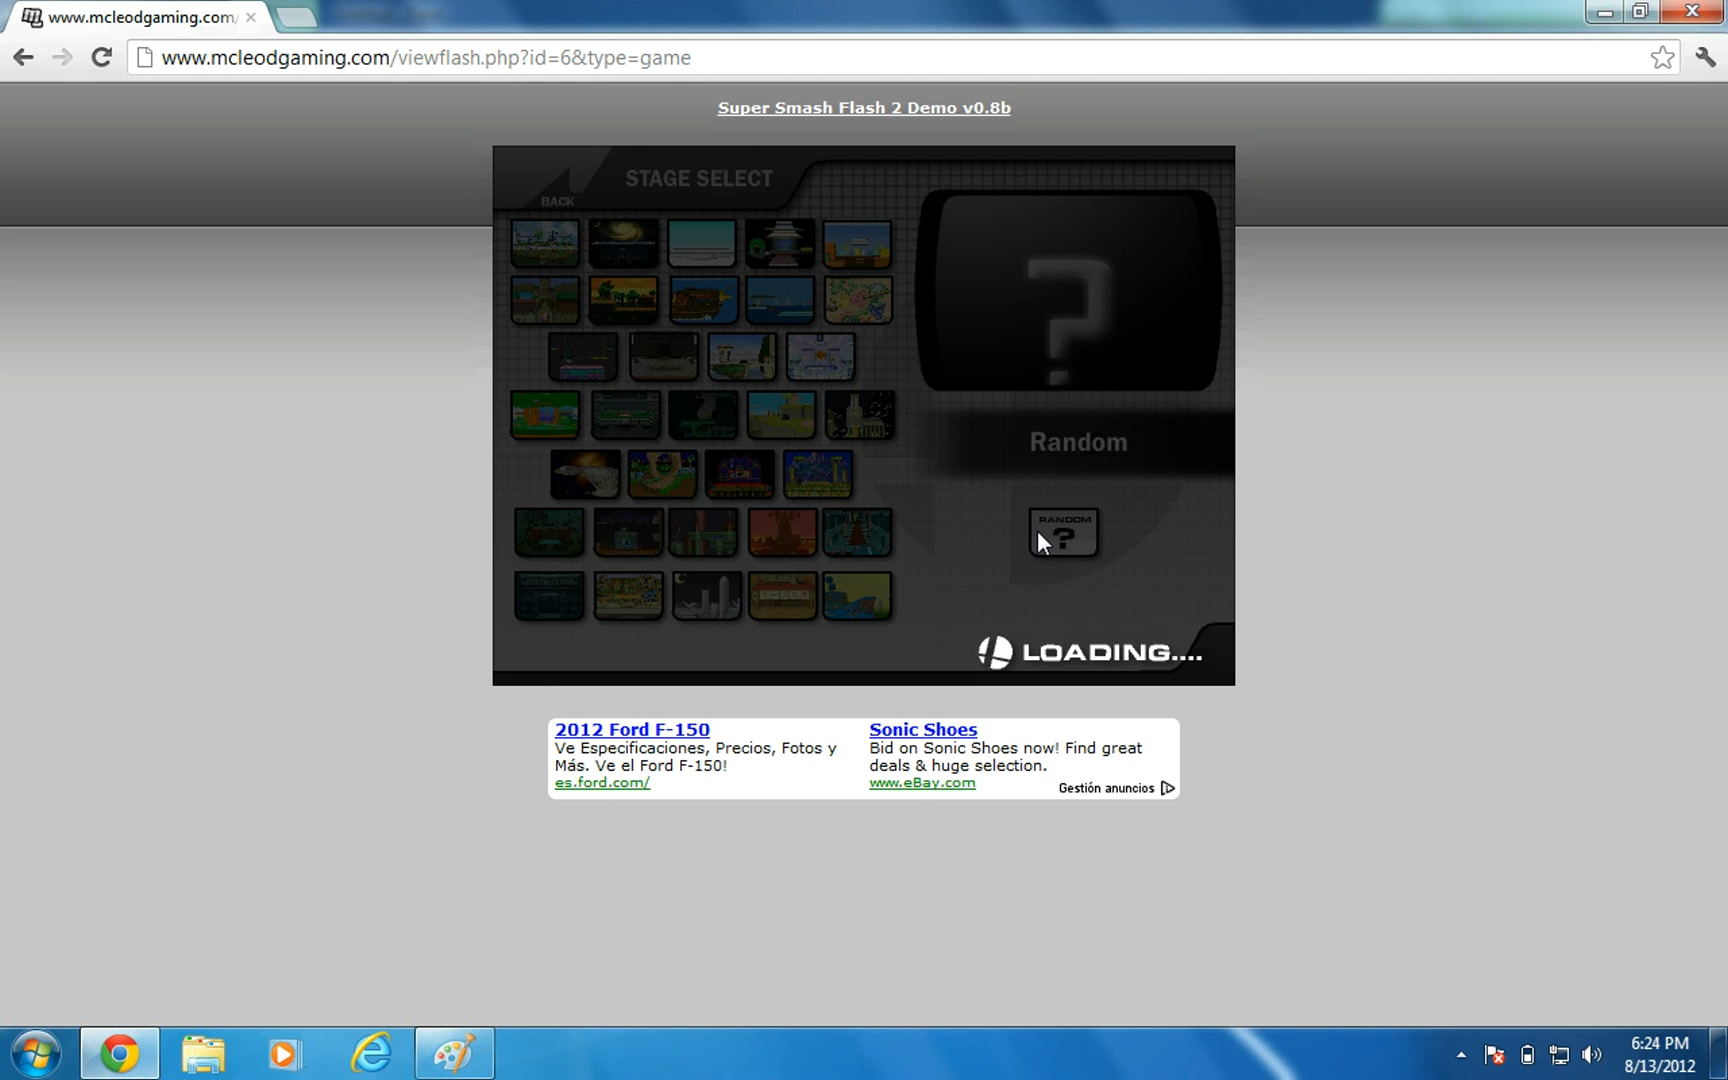 www.mcleodgaming.com/
www.mcleodgaming.com/viewflash.php?id=6&type=game
Super Smash Flash 2 Demo v0.8b
STAGE SELECT
BACK
Random
RANDOM
?
LOADING....
2012 Ford F-150
Ve Especificaciones, Precios, Fotos y
Más. Ve el Ford F-150!
es.ford.com/
Sonic Shoes
Bid on Sonic Shoes now! Find great
deals & huge selection.
www.eBay.com
Gestión anuncios
6:24 PM
8/13/2012